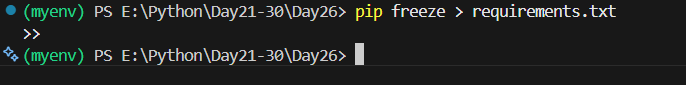 (myenv) PS E:\Python\Day21-30\Day26> pip freeze > requirements.txt
>>
(myenv) PS E:\Python\Day21-30\Day26>